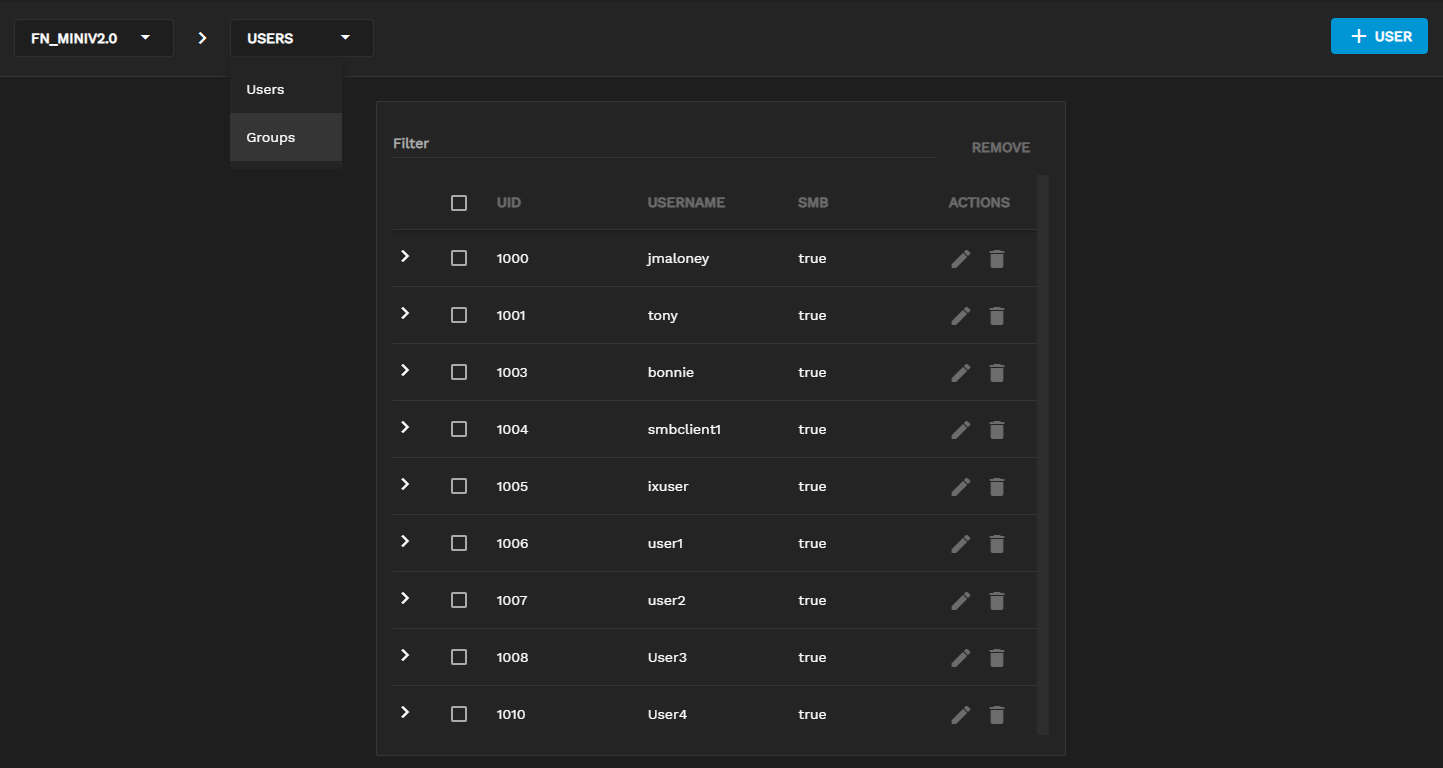 FN_MINIV2.0 USERS + USER
Users
Groups
Filter REMOVE
UID USERNAME SMB ACTIONS
1000 jmaloney true
1001 tony true
1003 bonnie true
1004 smbclient1 true
1005 ixuser true
1006 user1 true
1007 user2 true
1008 User3 true
1010 User4 true